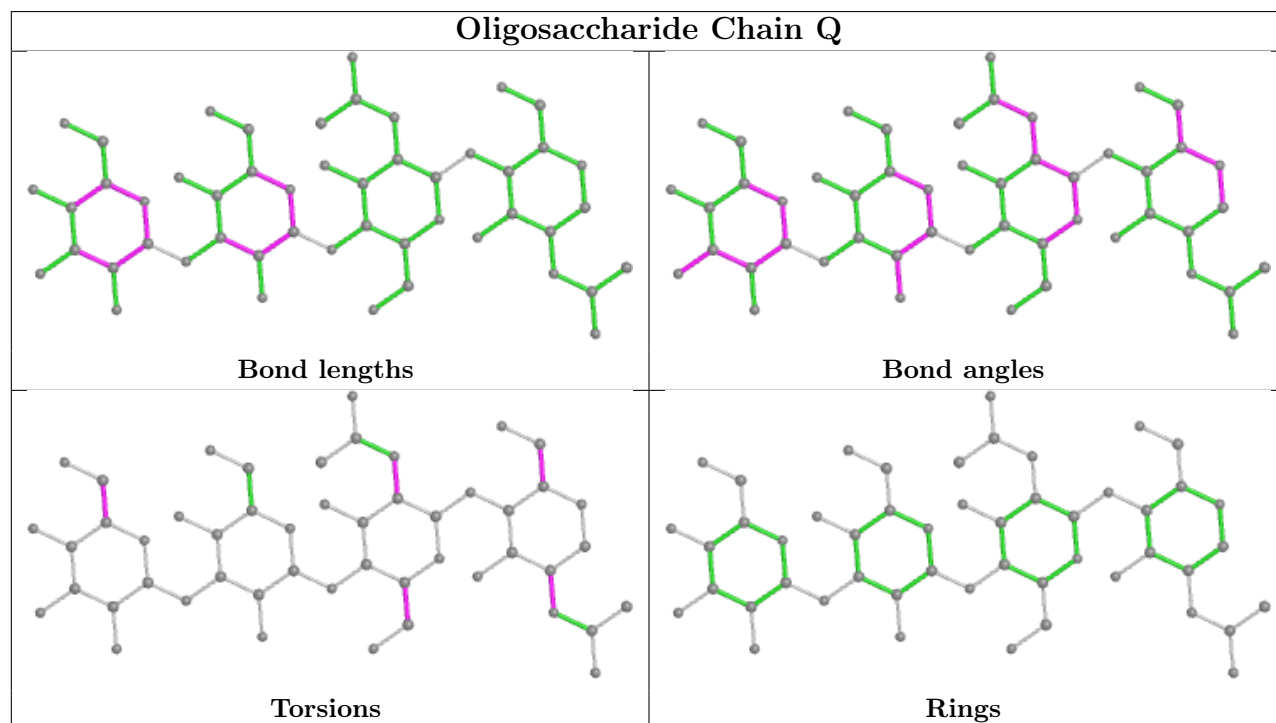 Oligosaccharide Chain Q
Bond lengths
Bond angles
Torsions
Rings